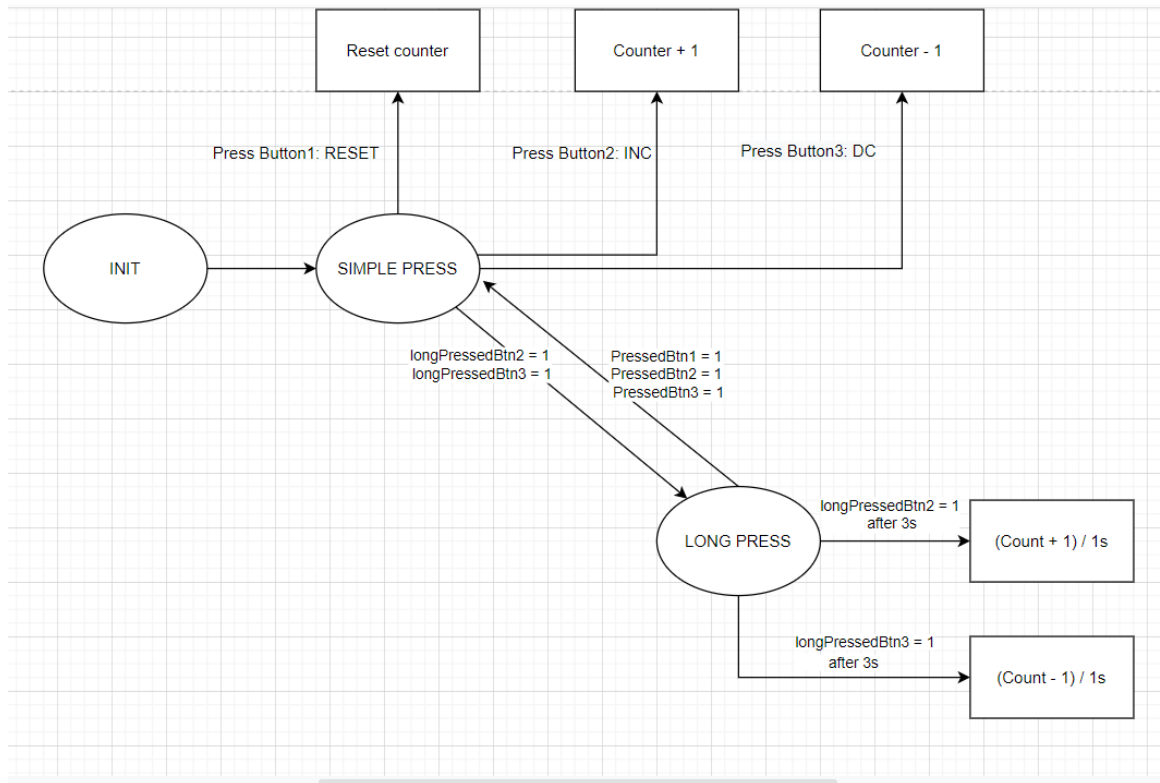 Reset counter
Counter + 1
Counter - 1
Press Button1: RESET
Press Button2: INC
Press Button3: DC
INIT
SIMPLE PRESS
longPressedBtn2 = 1
longPressedBtn3 = 1
PressedBtn1 = 1
PressedBtn2 = 1
PressedBtn3 = 1
LONG PRESS
longPressedBtn2 = 1
after 3s
(Count + 1) / 1s
longPressedBtn3 = 1
after 3s
(Count - 1) / 1s